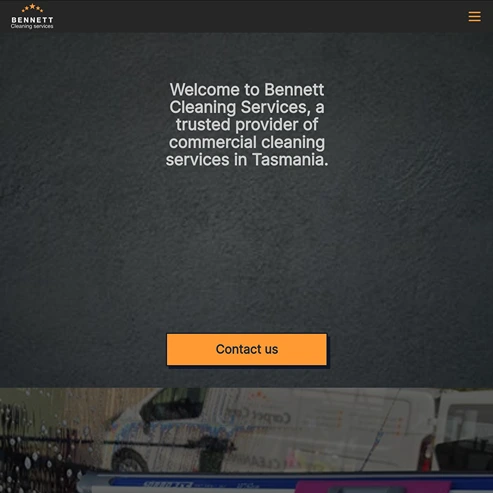 BENNETT
Cleaning services
Welcome to Bennett
Cleaning Services, a
trusted provider of
commercial cleaning
services in Tasmania.
Contact us